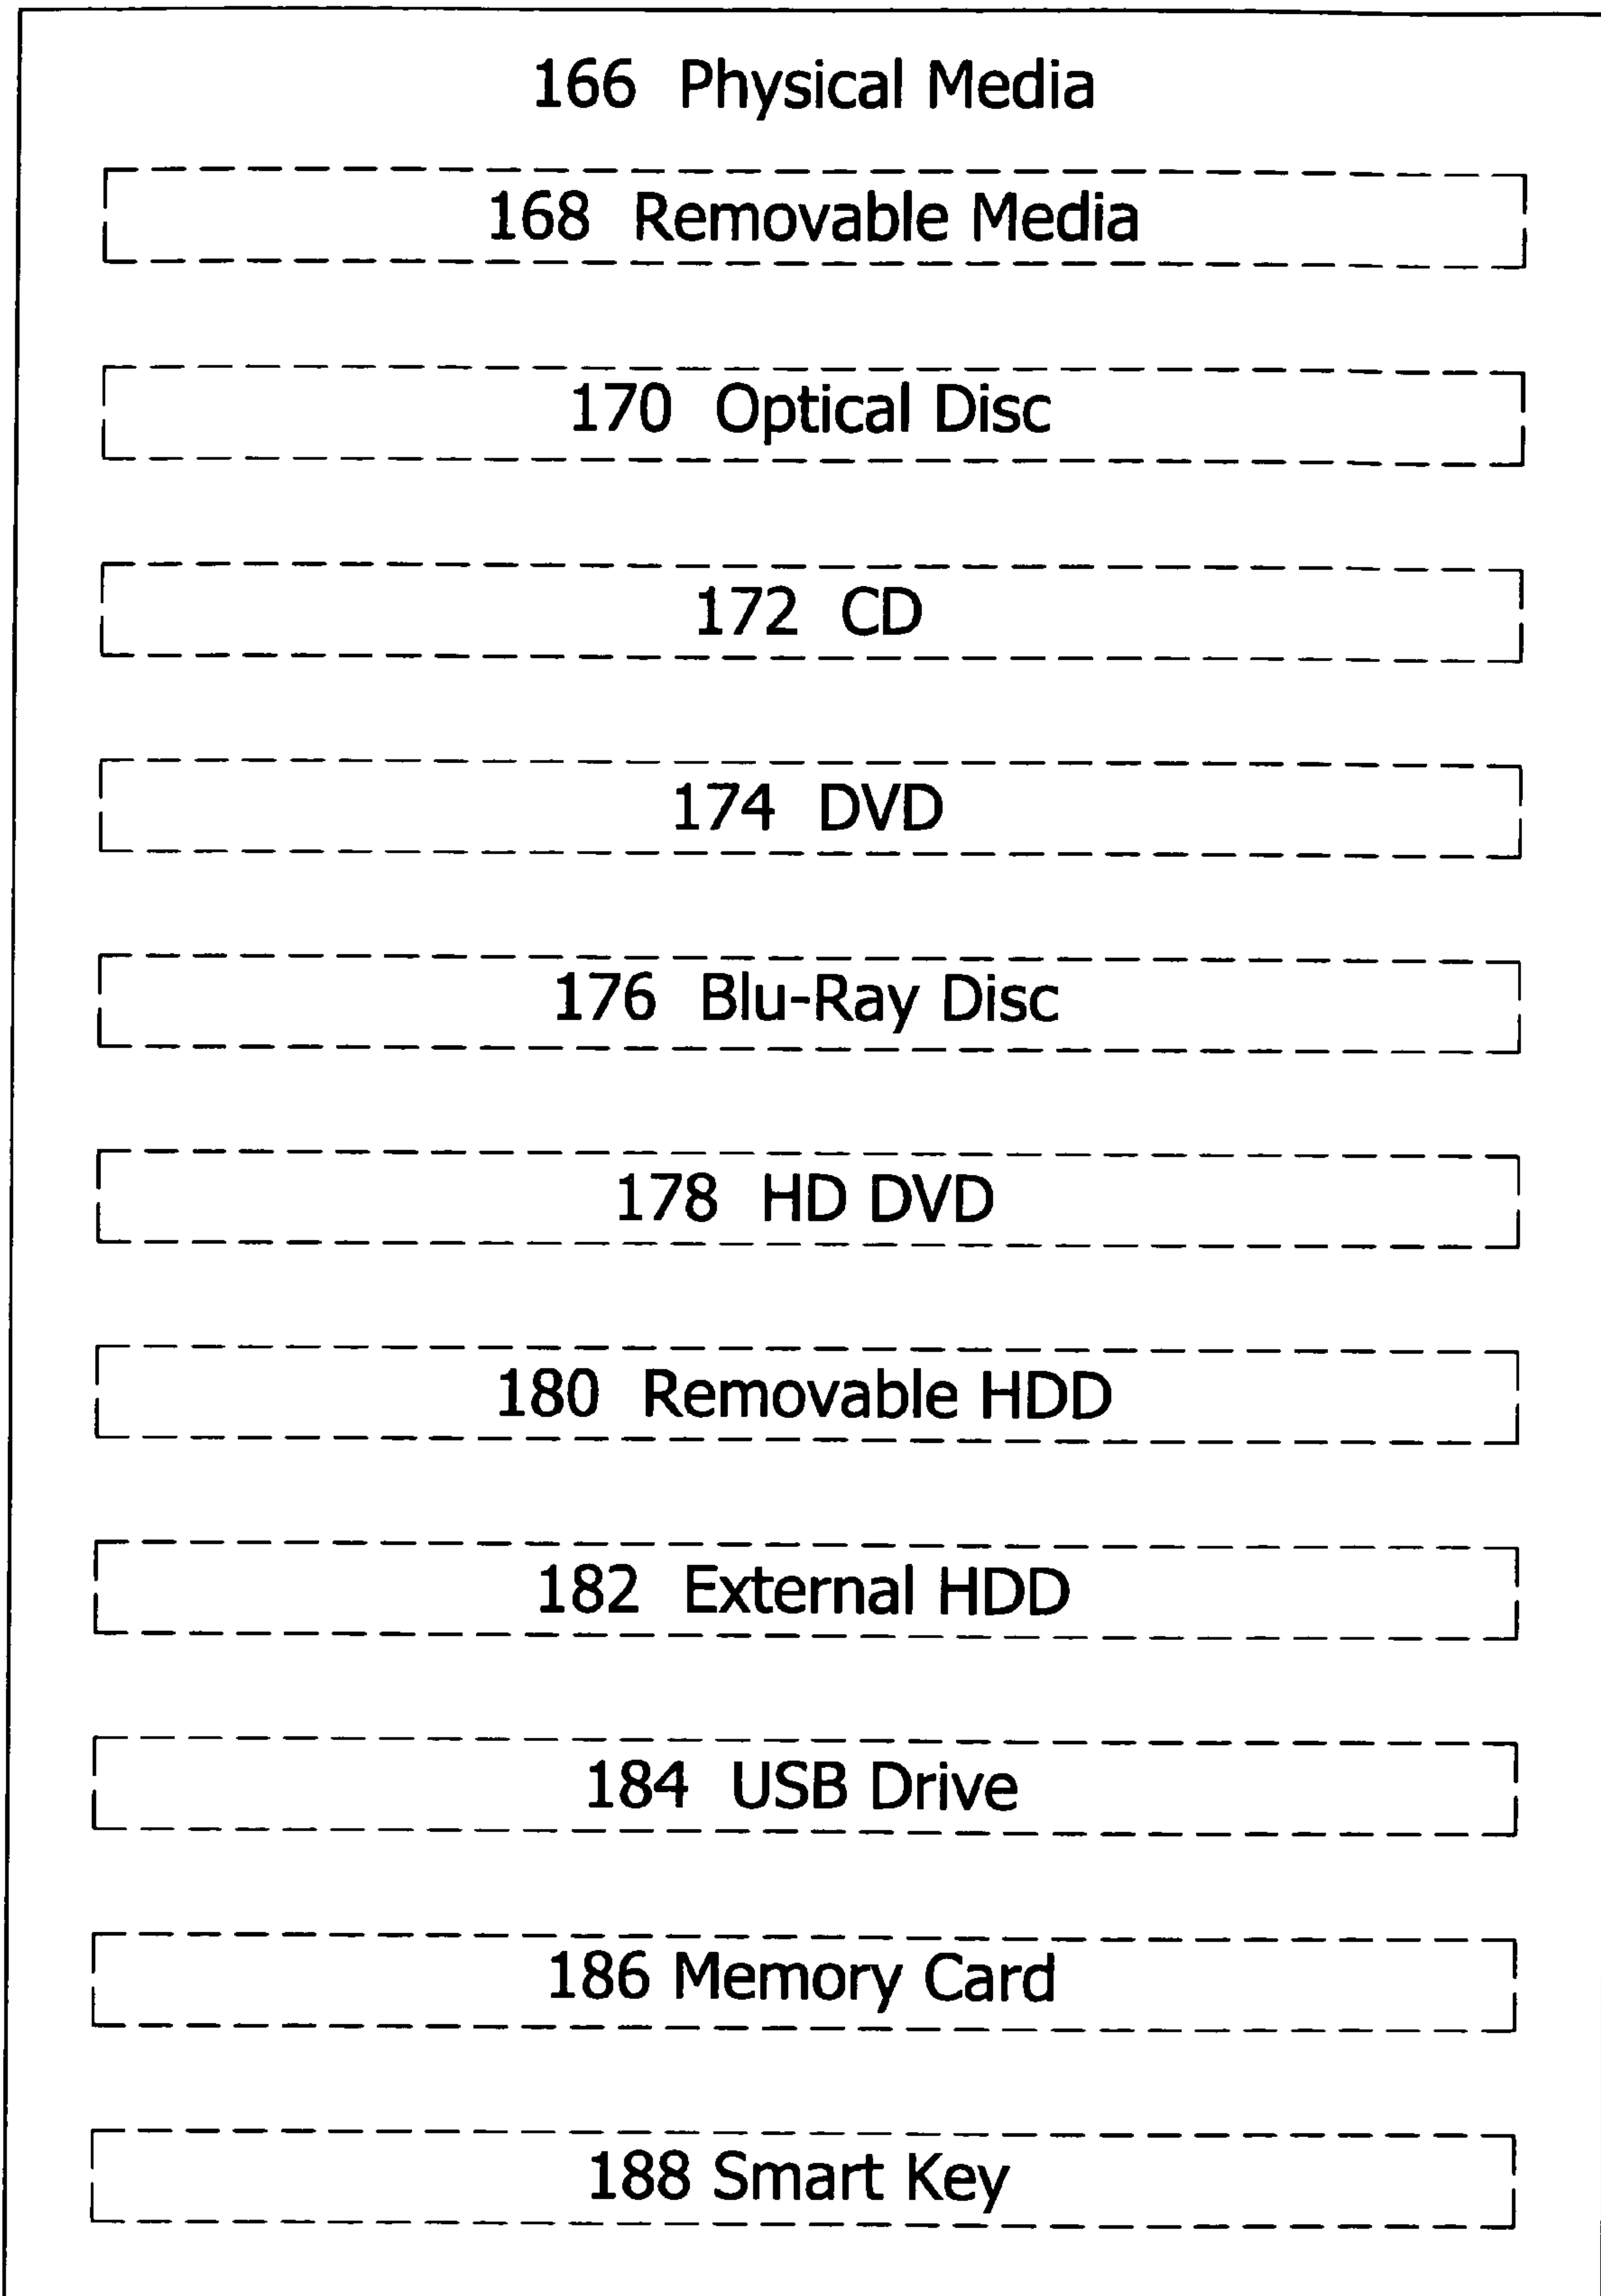 166 Physical Media
168 Removable Media
170 Optical Disc
172 CD
174 DVD
176 Blu-Ray Disc
178 HD DVD
180 Removable HDD
182 External HDD
184 USB Drive
186 Memory Card
188 Smart Key